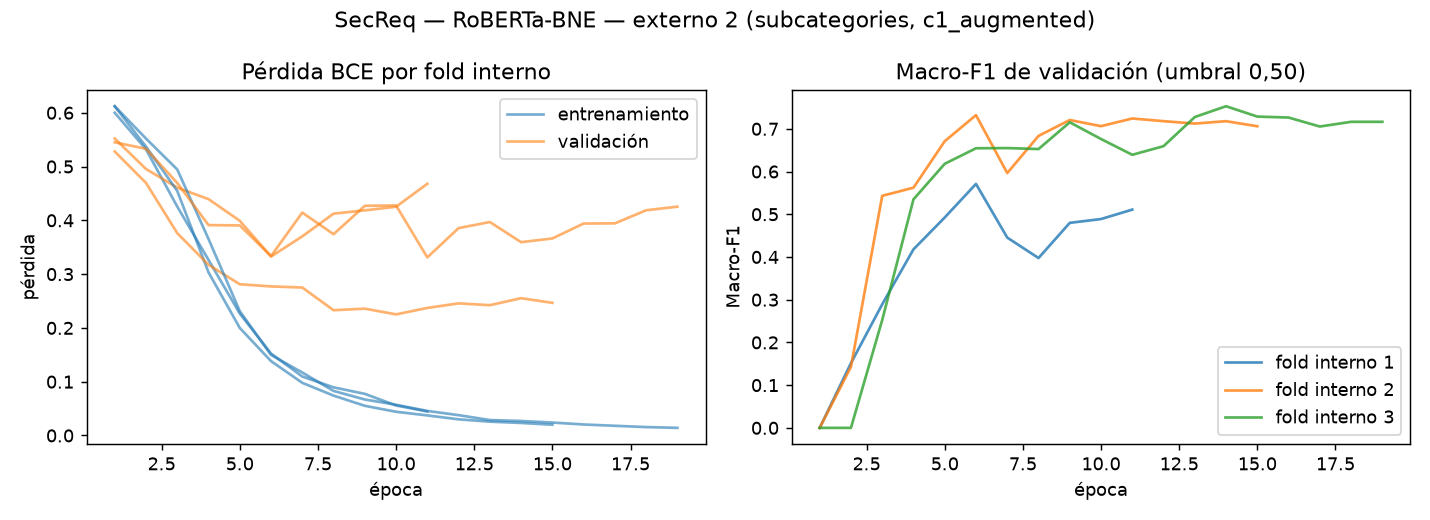 SecReq — RoBERTa-BNE — externo 2 (subcategories, c1_augmented)
Pérdida BCE por fold interno
entrenamiento
validación
0.6
0.5
0.4
0.3
0.2
0.1
0.0
pérdida
2.5 5.0 7.5 10.0 12.5 15.0 17.5
época
Macro-F1 de validación (umbral 0,50)
0.7
0.6
0.5
0.4
0.3
0.2
0.1
0.0
Macro-F1
fold interno 1
fold interno 2
fold interno 3
2.5 5.0 7.5 10.0 12.5 15.0 17.5
época